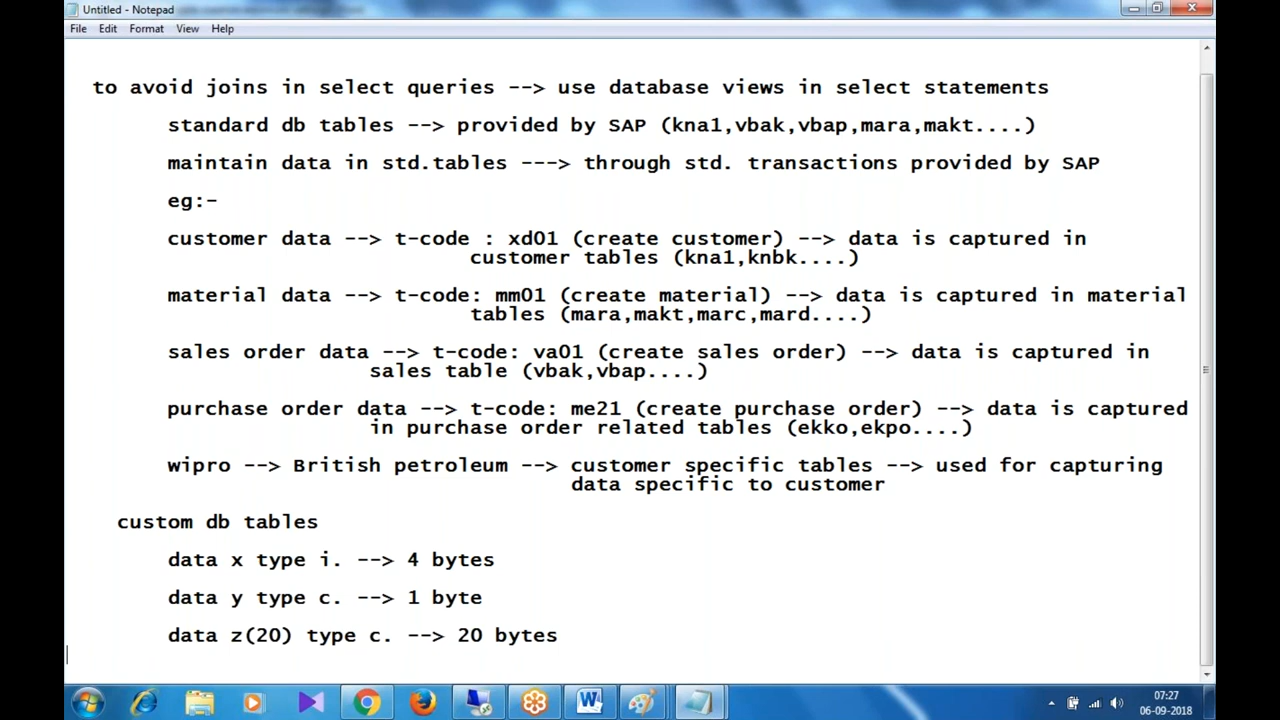 Untitled - Notepad
File Edit Format View Help
to avoid joins in select queries --> use database views in select statements
standard db tables --> provided by SAP (kna1,vbak,vbap,mara,makt....)
maintain data in std.tables ---> through std. transactions provided by SAP
eg:-
customer data --> t-code : xd01 (create customer) --> data is captured in
customer tables (kna1,knbk....)
material data --> t-code: mm01 (create material) --> data is captured in material
tables (mara,makt,marc,mard....)
sales order data --> t-code: va01 (create sales order) --> data is captured in
sales table (vbak,vbap....)
purchase order data --> t-code: me21 (create purchase order) --> data is captured
in purchase order related tables (ekko,ekpo....)
wipro --> British petroleum --> customer specific tables --> used for capturing
data specific to customer
custom db tables
data x type i. --> 4 bytes
data y type c. --> 1 byte
data z(20) type c. --> 20 bytes
07:27
06-09-2018